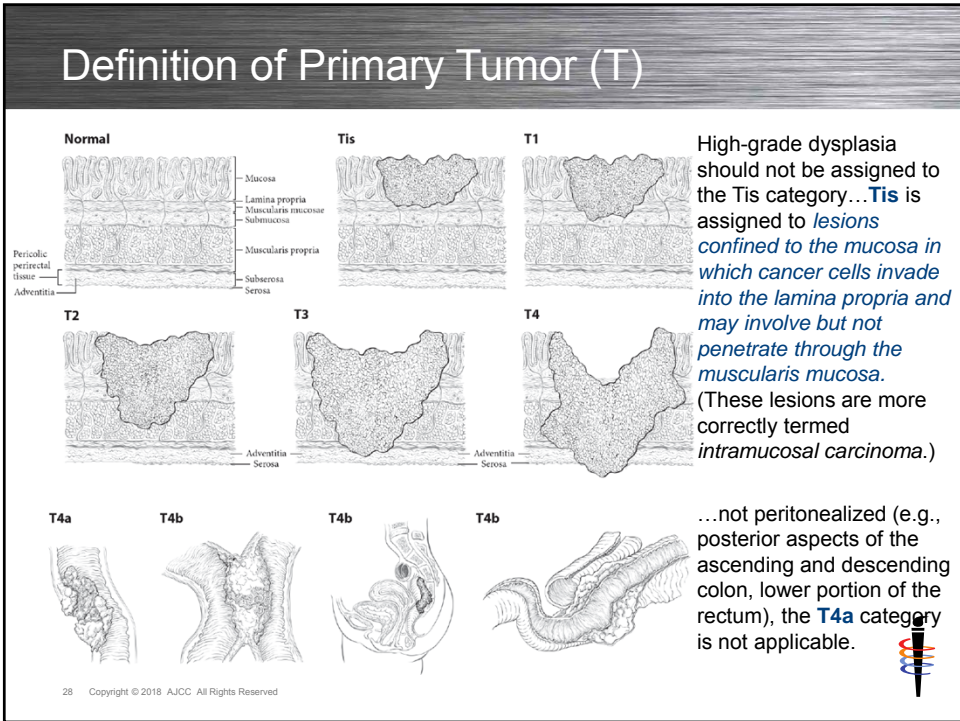 Definition of Primary Tumor (T)
Normal
Mucosa
Lamina propria
Muscularis mucosae
Submucosa
Muscularis propria
Pericolic
perirectal
tissue
Adventitia
Subserosa
Serosa
Tis
T1
T2
T3
Adventitia
Serosa
T4
Adventitia
Serosa
T4a
T4b
T4b
T4b
High-grade dysplasia
should not be assigned to
the Tis category…Tis is
assigned to lesions
confined to the mucosa in
which cancer cells invade
into the lamina propria and
may involve but not
penetrate through the
muscularis mucosa.
(These lesions are more
correctly termed
intramucosal carcinoma.)
…not peritonealized (e.g.,
posterior aspects of the
ascending and descending
colon, lower portion of the
rectum), the T4a category
is not applicable.
28 Copyright © 2018 AJCC All Rights Reserved